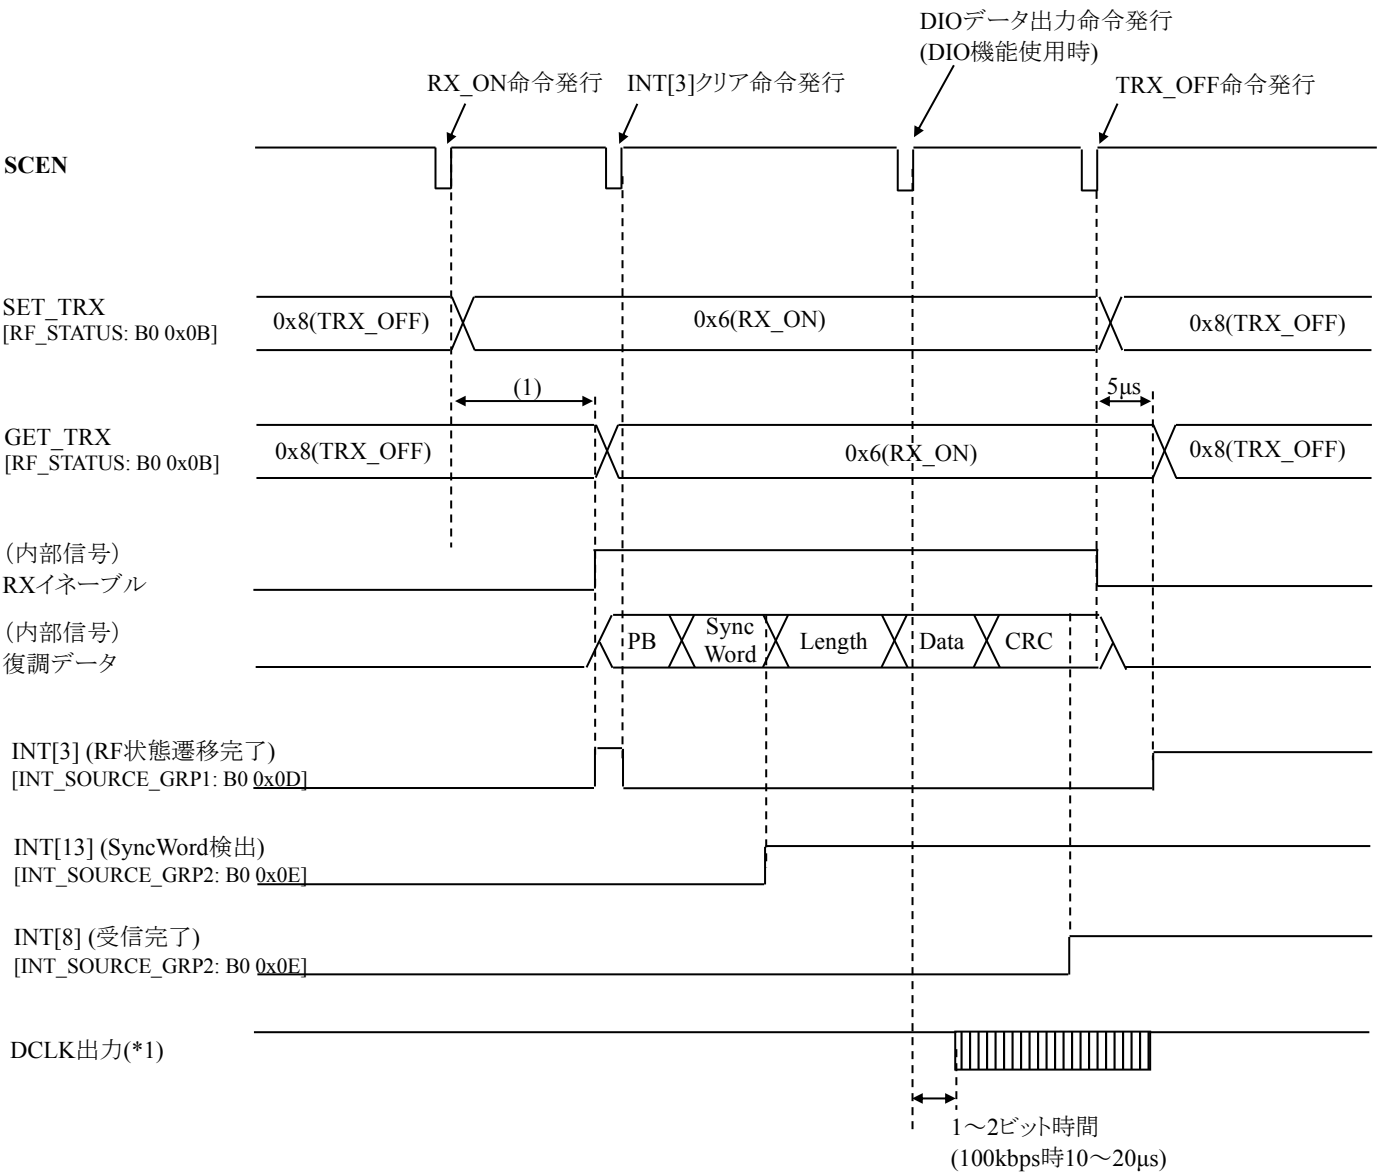 DIOデータ出力命令発行
(DIO機能使用時)
RX_ON命令発行
INT[3]クリア命令発行
TRX_OFF命令発行
SCEN
SET_TRX
[RF_STATUS: B0 0x0B]
0x8(TRX_OFF)
0x6(RX_ON)
0x8(TRX_OFF)
(1)
5μs
GET_TRX
[RF_STATUS: B0 0x0B]
0x8(TRX_OFF)
0x6(RX_ON)
0x8(TRX_OFF)
（内部信号）
RXイネーブル
（内部信号）
復調データ
PB
Sync
Word
Length
Data
CRC
INT[3] (RF状態遷移完了)
[INT_SOURCE_GRP1: B0 0x0D]
INT[13] (SyncWord検出)
[INT_SOURCE_GRP2: B0 0x0E]
INT[8] (受信完了)
[INT_SOURCE_GRP2: B0 0x0E]
DCLK出力(*1)
1～2ビット時間
(100kbps時10～20μs)